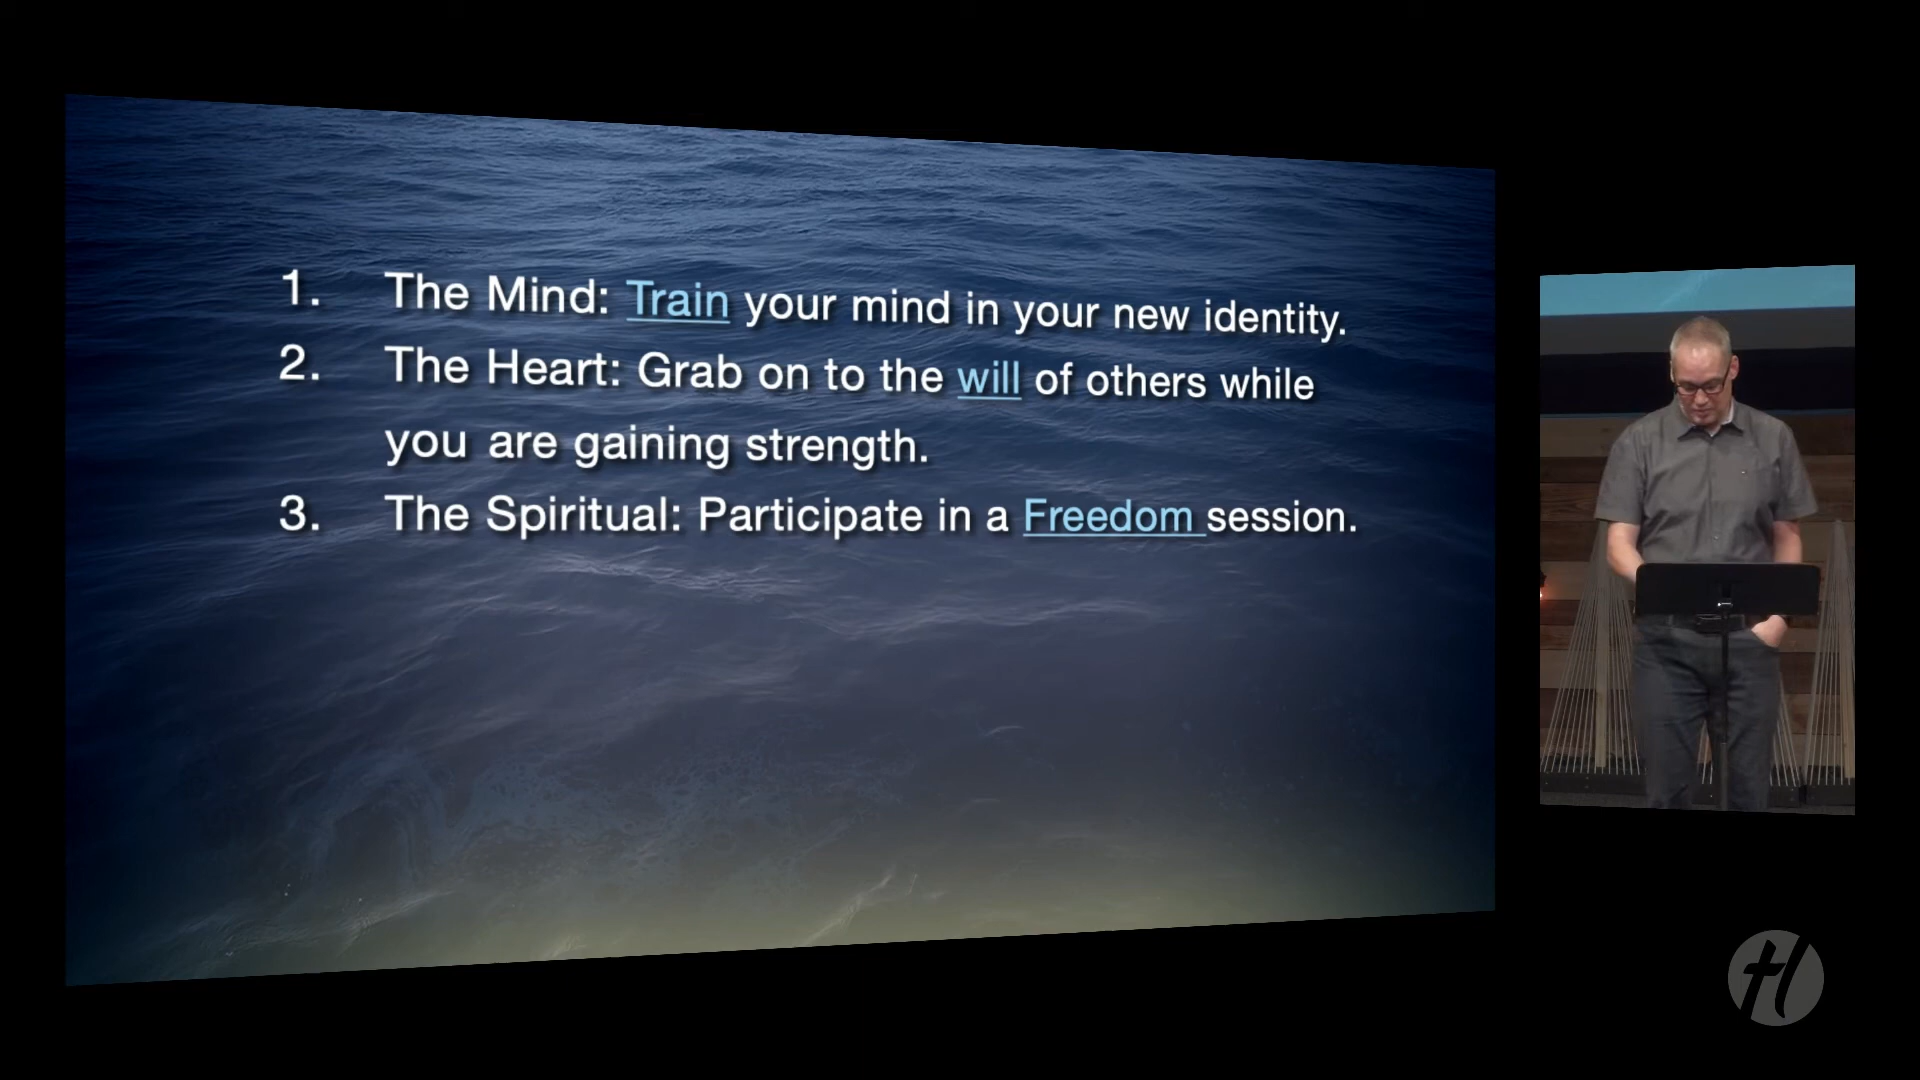 1. The Mind: Train your mind in your new identity.
2. The Heart: Grab on to the will of others while
you are gaining strength.
3. The Spiritual: Participate in a Freedom session.